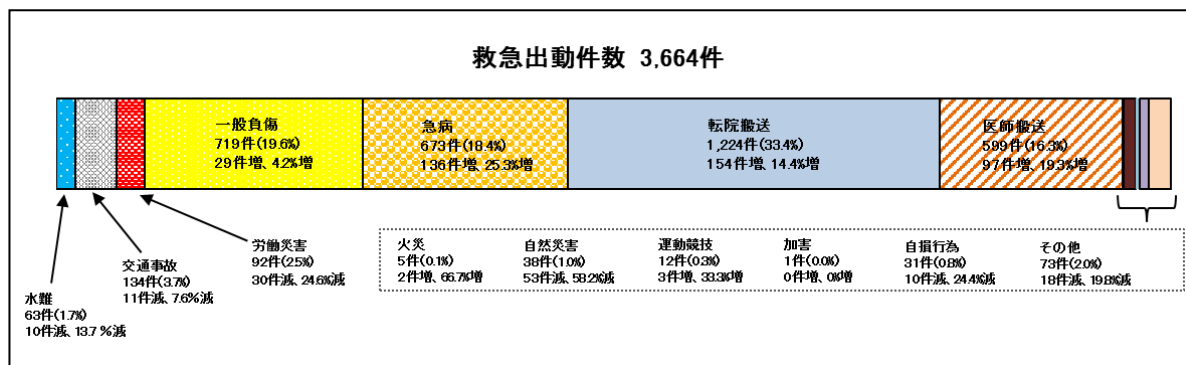 救急出動件数 3,664件
一般負傷
719件(19.6%)
29件増、4.2%増
急病
673件(18.4%)
136件増、25.3%増
転院搬送
1,224件(33.4%)
154件増、14.4%増
医師搬送
599件(16.3%)
97件増、19.3%増
水難
63件(1.7%)
10件減、13.7%減
交通事故
134件(3.7%)
11件減、7.6%減
労働災害
92件(2.5%)
30件減、24.6%減
火災
5件(0.1%)
2件増、66.7%増
自然災害
38件(1.0%)
53件減、58.2%減
運動競技
12件(0.3%)
3件増、33.3%増
加害
1件(0.0%)
0件増、0%増
自損行為
31件(0.8%)
10件減、24.4%減
その他
73件(2.0%)
18件減、19.8%減